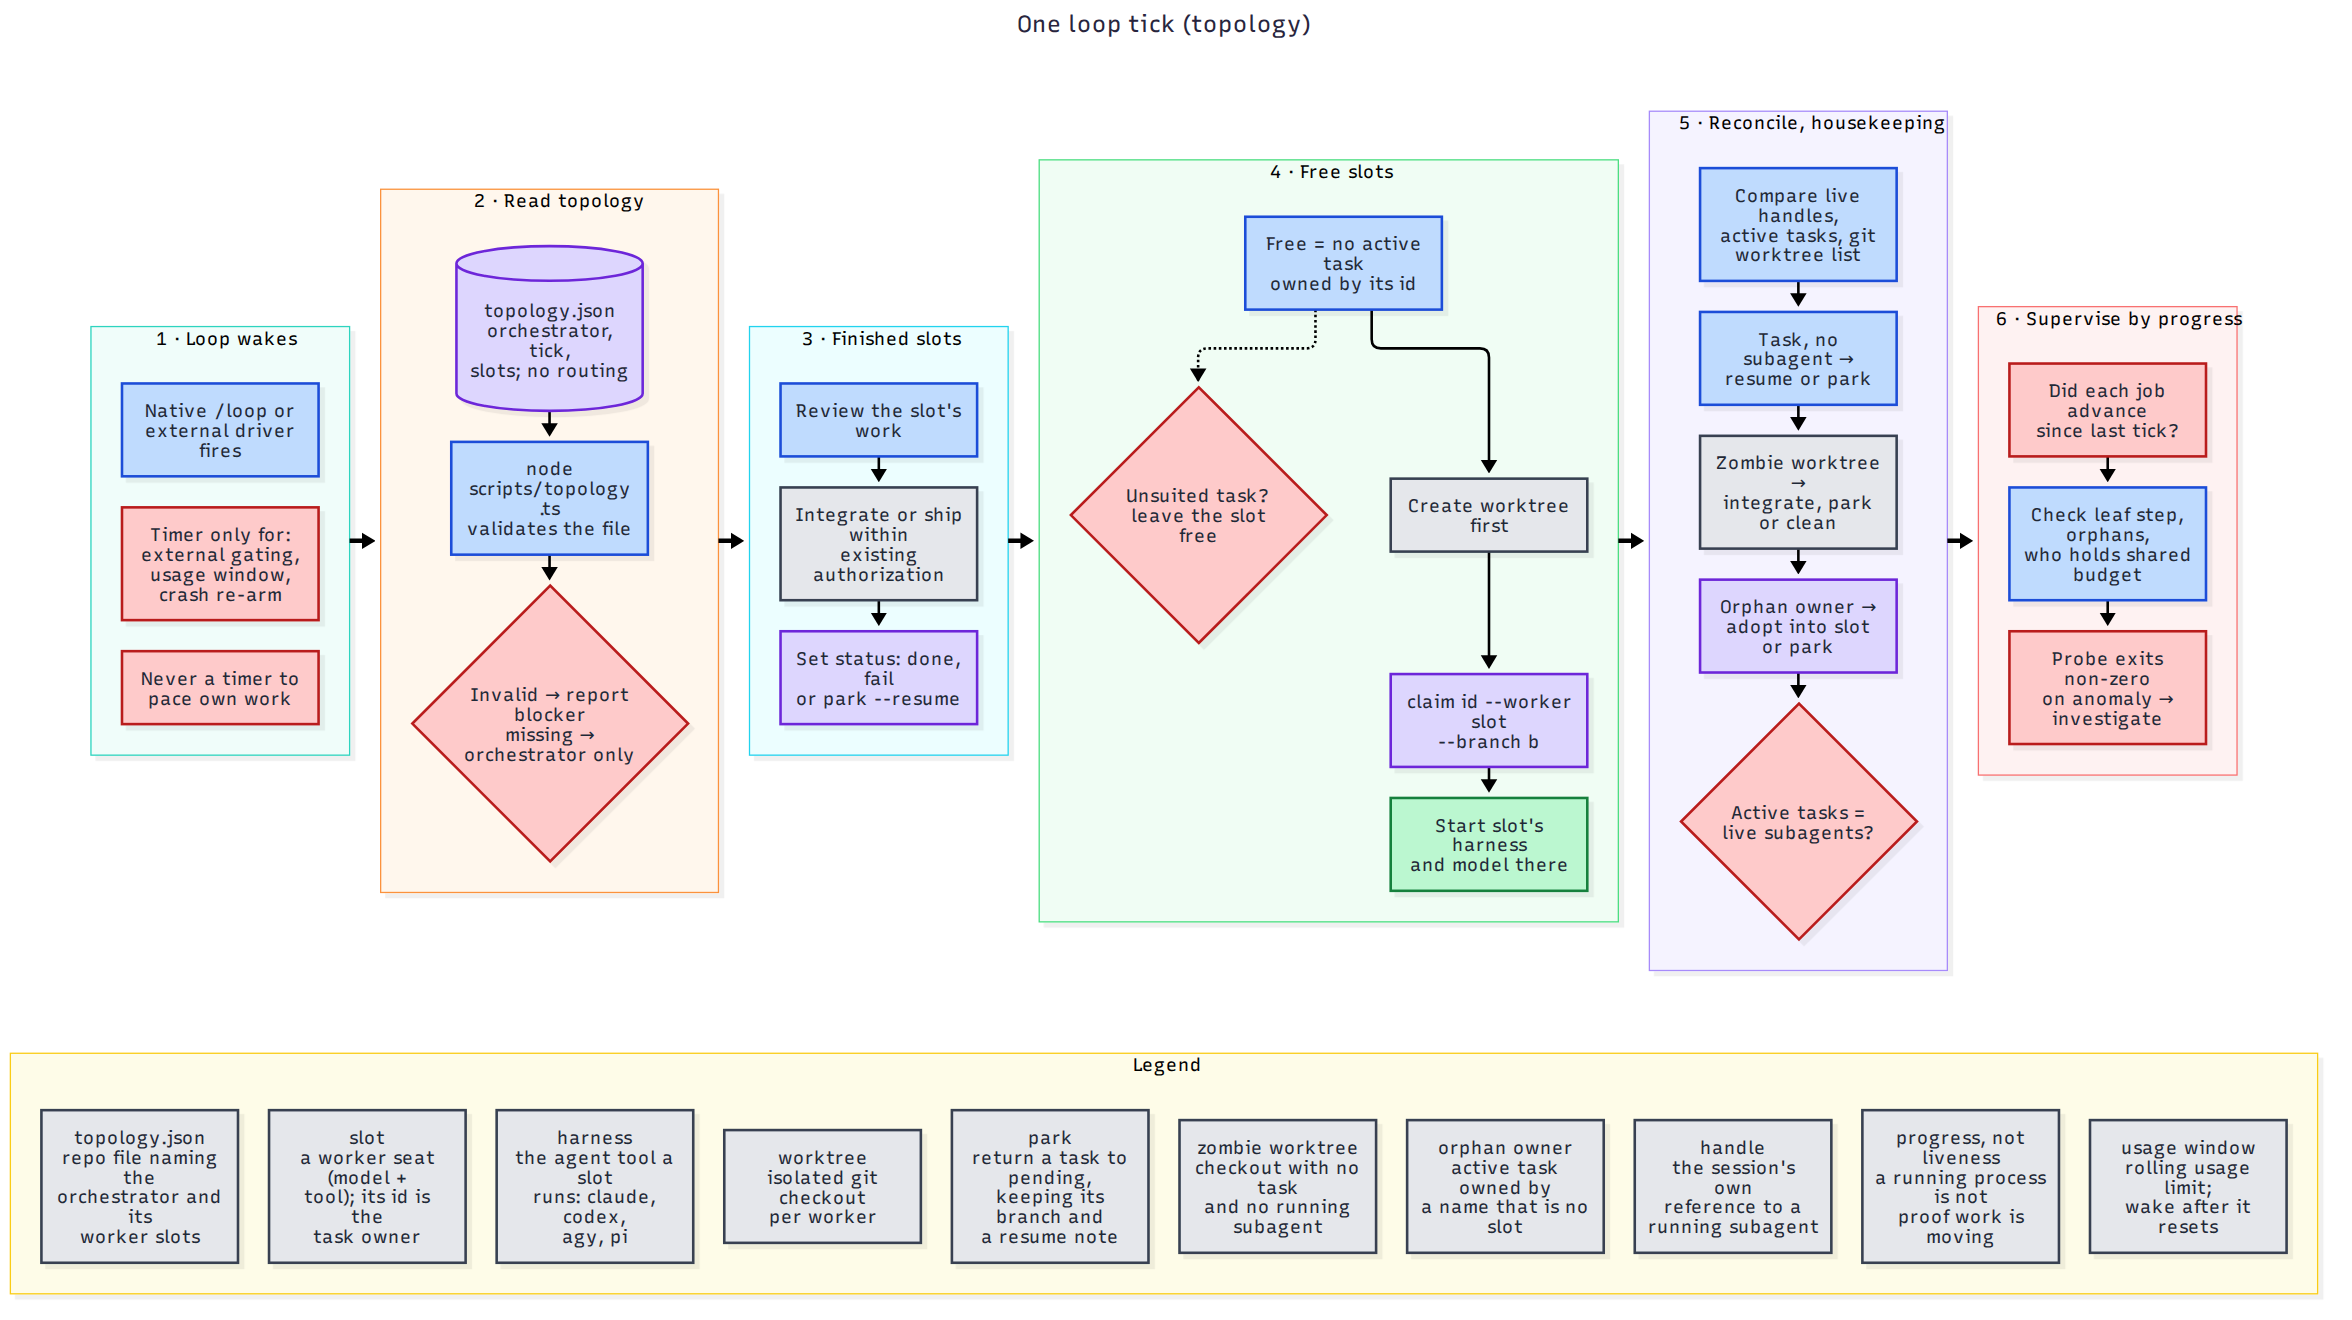 One loop tick (topology)
1 · Loop wakes
Native /loop or
external driver
fires
Timer only for:
external gating,
usage window,
crash re-arm
Never a timer to
pace own work
2 · Read topology
topology.json
orchestrator,
tick,
slots; no routing
node
scripts/topology
.ts
validates the file
Invalid → report
blocker
missing →
orchestrator only
3 · Finished slots
Review the slot's
work
Integrate or ship
within
existing
authorization
Set status: done,
fail
or park --resume
4 · Free slots
Free = no active
task
owned by its id
Unsuited task?
leave the slot
free
Create worktree
first
claim id --worker
slot
--branch b
Start slot's
harness
and model there
5 · Reconcile, housekeeping
Compare live
handles,
active tasks, git
worktree list
Task, no
subagent →
resume or park
Zombie worktree
→
integrate, park
or clean
Orphan owner →
adopt into slot
or park
Active tasks =
live subagents?
6 · Supervise by progress
Did each job
advance
since last tick?
Check leaf step,
orphans,
who holds shared
budget
Probe exits
non-zero
on anomaly →
investigate
Legend
topology.json
repo file naming
the
orchestrator and
its
worker slots
slot
a worker seat
(model +
tool); its id is
the
task owner
harness
the agent tool a
slot
runs: claude,
codex,
agy, pi
worktree
isolated git
checkout
per worker
park
return a task to
pending,
keeping its
branch and
a resume note
zombie worktree
checkout with no
task
and no running
subagent
orphan owner
active task
owned by
a name that is no
slot
handle
the session's
own
reference to a
running subagent
progress, not
liveness
a running process
is not
proof work is
moving
usage window
rolling usage
limit;
wake after it
resets